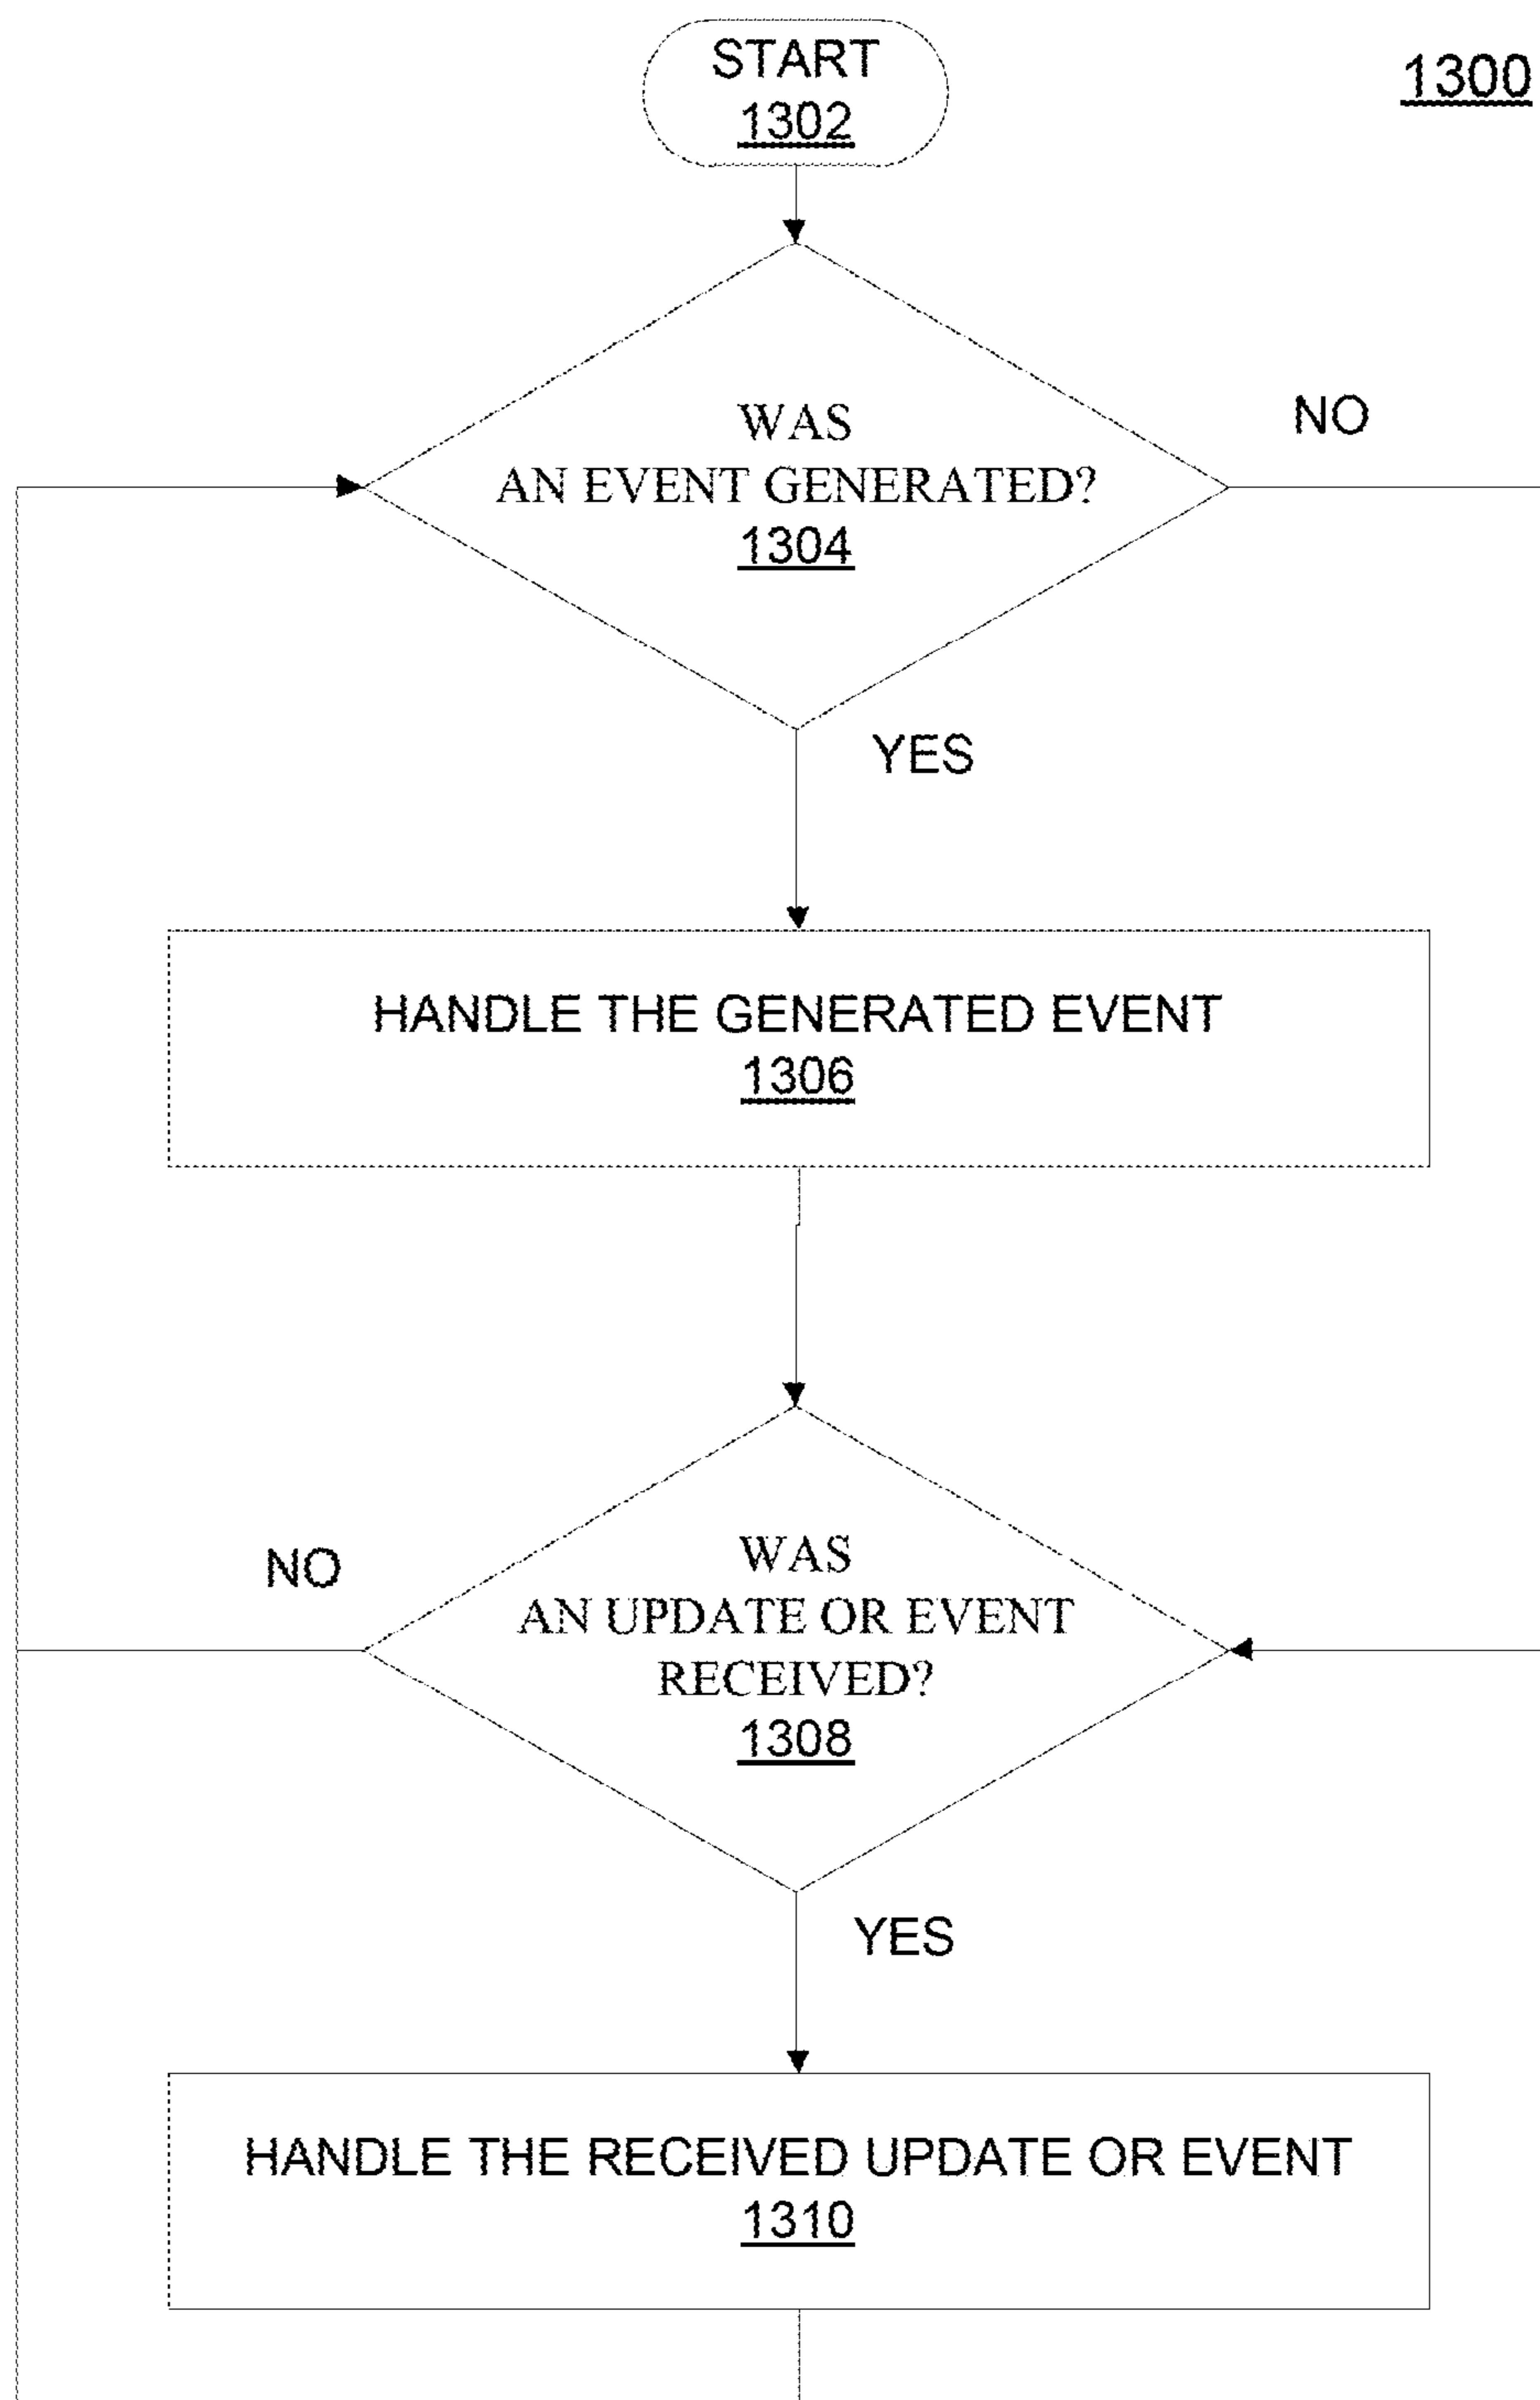 START
1302
1300
WAS
AN EVENT GENERATED?
1304
NO
YES
HANDLE THE GENERATED EVENT
1306
NO
WAS
AN UPDATE OR EVENT
RECEIVED?
1308
YES
HANDLE THE RECEIVED UPDATE OR EVENT
1310